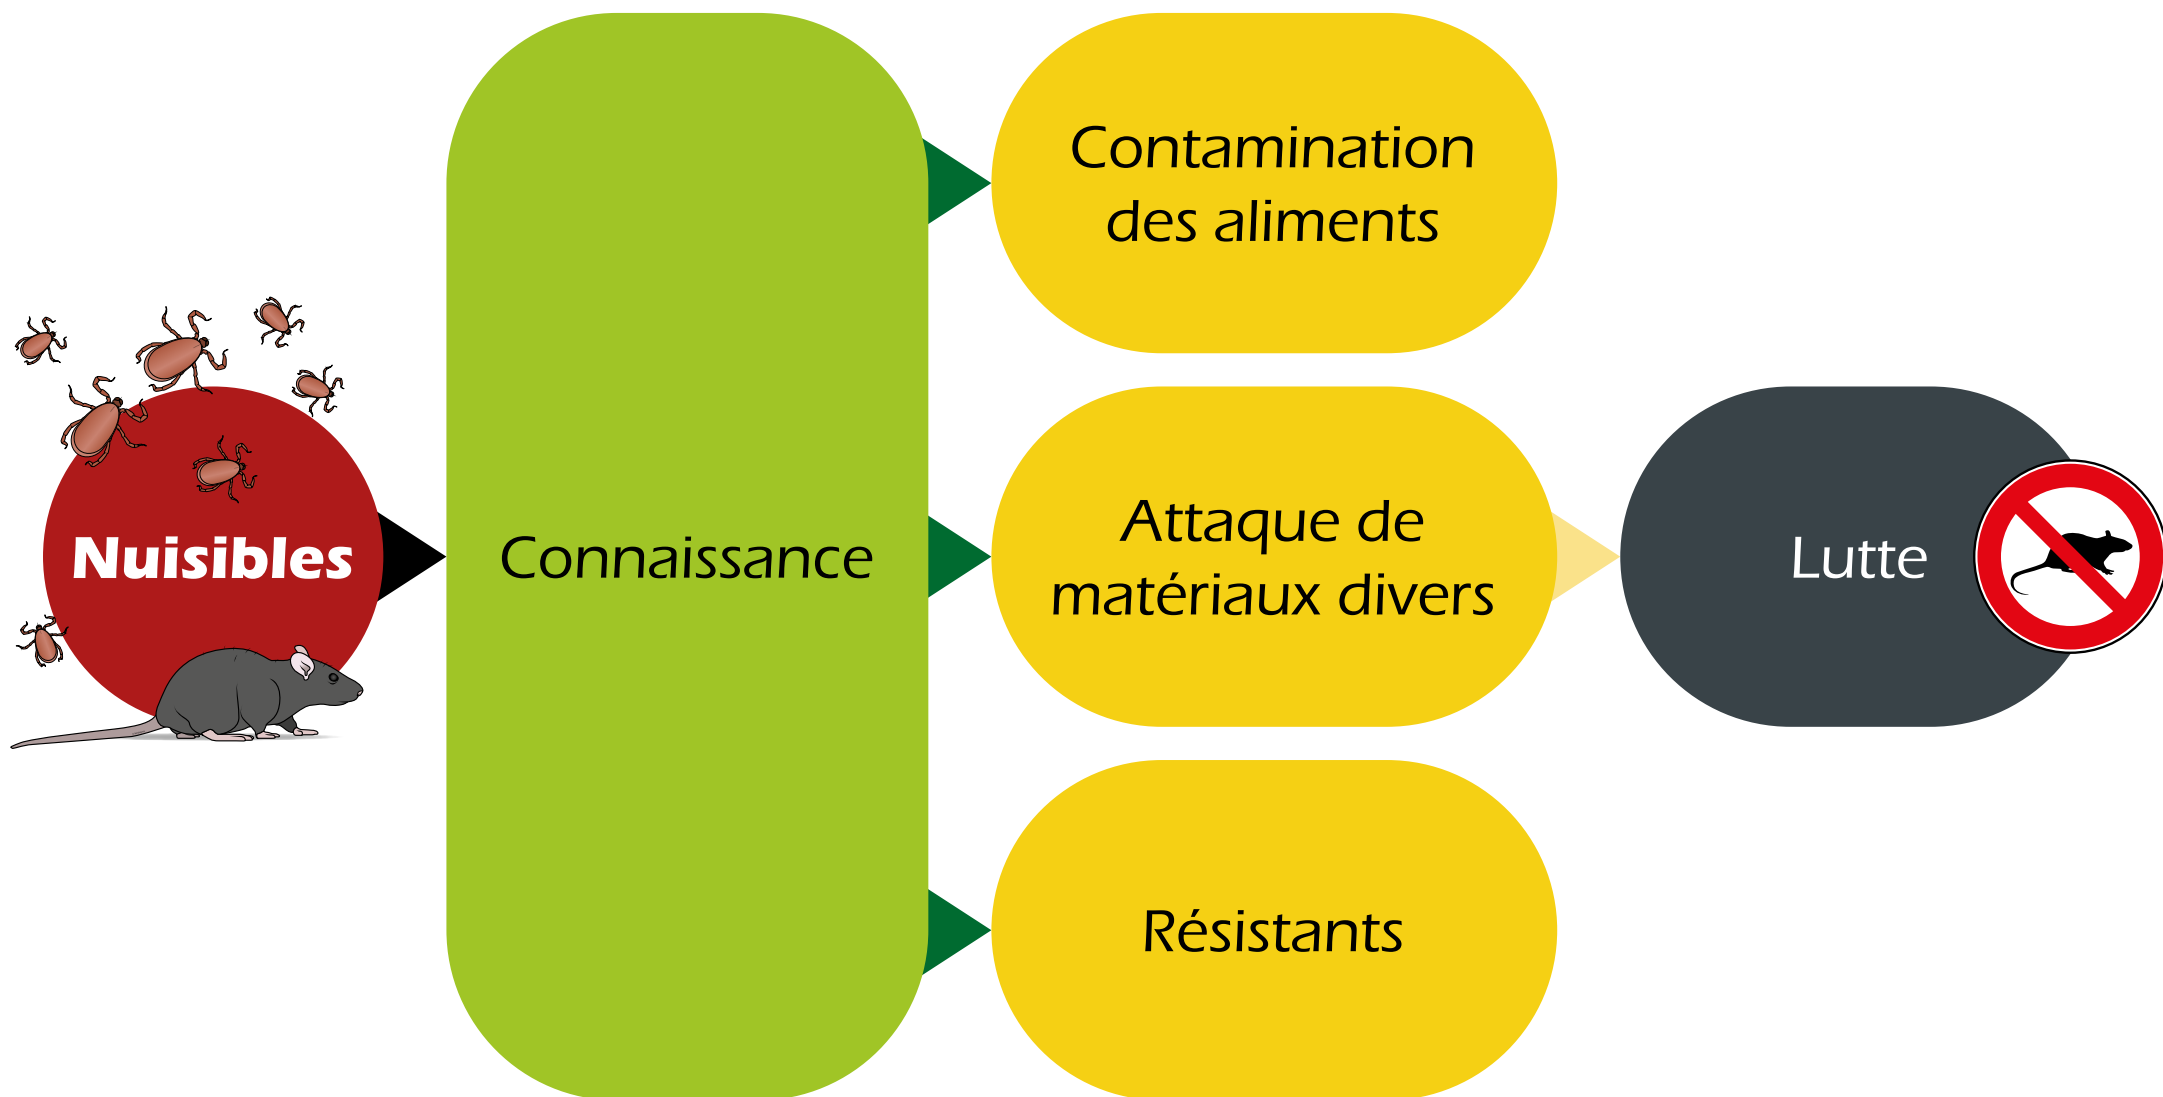 Nuisibles
Connaissance
Contamination
des aliments
Attaque de
matériaux divers
Résistants
Lutte